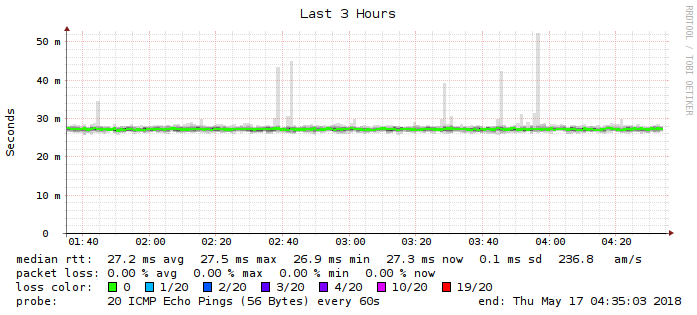 Last 3 Hours
RRDTOOL / TOBI OETIKER
Seconds
50 m
40 m
30 m
20 m
10 m
0
01:40 02:00 02:20 02:40 03:00 03:20 03:40 04:00 04:20
median rtt: 27.2 ms avg 27.5 ms max 26.9 ms min 27.3 ms now 0.1 ms sd 236.8 am/s
packet loss: 0.00 % avg 0.00 % max 0.00 % min 0.00 % now
loss color: 0 1/20 2/20 3/20 4/20 10/20 19/20
probe: 20 ICMP Echo Pings (56 Bytes) every 60s end: Thu May 17 04:35:03 2018